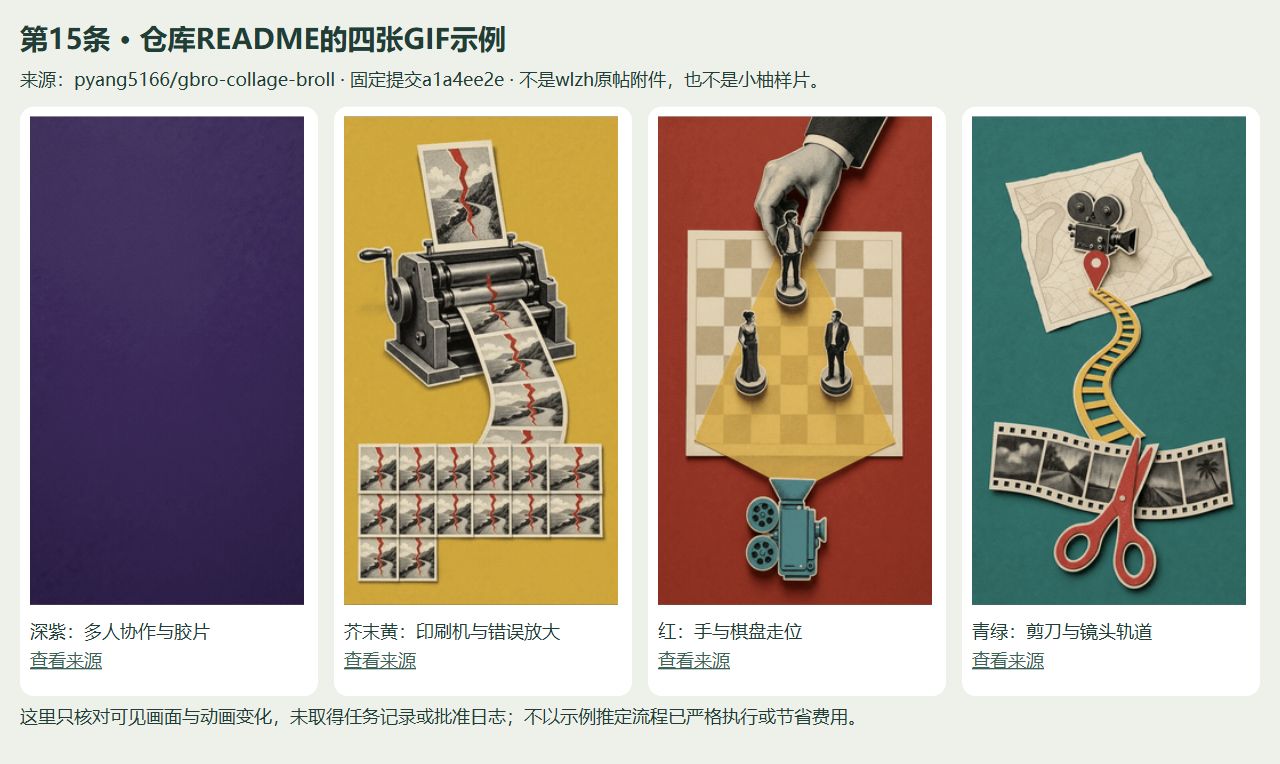 第15条 • 仓库README的四张GIF示例
来源：pyang5166/gbro-collage-broll · 固定提交a1a4ee2e · 不是wlzh原帖附件，也不是小柚样片。
深紫：多人协作与胶片
查看来源
芥末黄：印刷机与错误放大
查看来源
红：手与棋盘走位
查看来源
青绿：剪刀与镜头轨道
查看来源
这里只核对可见画面与动画变化，未取得任务记录或批准日志；不以示例推定流程已严格执行或节省费用。